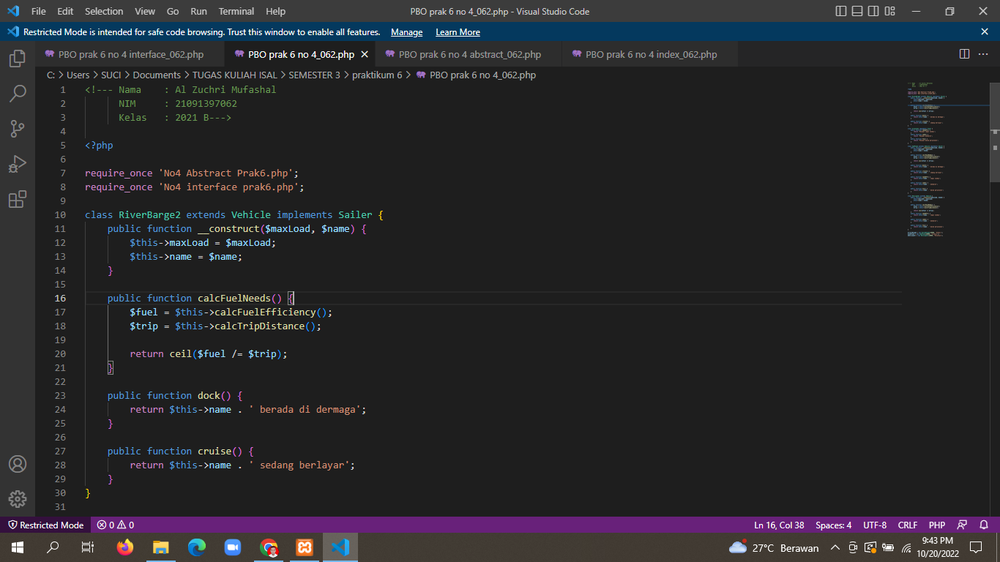 File Edit Selection View Go Run Terminal Help PBO prak 6 no 4_062.php - Visual Studio Code
Restricted Mode is intended for safe code browsing. Trust this window to enable all features. Manage Learn More
PBO prak 6 no 4 interface_062.php PBO prak 6 no 4_062.php PBO prak 6 no 4 abstract_062.php PBO prak 6 no 4 index_062.php
C: > Users > SUCI > Documents > TUGAS KULIAH ISAL > SEMESTER 3 > praktikum 6 > PBO prak 6 no 4_062.php
1 <!--- Nama : Al Zuchri Mufashal
2 NIM : 21091397062
3 Kelas : 2021 B--->
4
5 <?php
6
7 require_once 'No4 Abstract Prak6.php';
8 require_once 'No4 interface prak6.php';
9
10 class RiverBarge2 extends Vehicle implements Sailer {
11 public function __construct($maxLoad, $name) {
12 $this->maxLoad = $maxLoad;
13 $this->name = $name;
14 }
15
16 public function calcFuelNeeds() {
17 $fuel = $this->calcFuelEfficiency();
18 $trip = $this->calcTripDistance();
19
20 return ceil($fuel /= $trip);
21 }
22
23 public function dock() {
24 return $this->name . ' berada di dermaga';
25 }
26
27 public function cruise() {
28 return $this->name . ' sedang berlayar';
29 }
30 }
31
Restricted Mode 0 0 Ln 16, Col 38 Spaces: 4 UTF-8 CRLF PHP
27°C Berawan 9:43 PM
10/20/2022